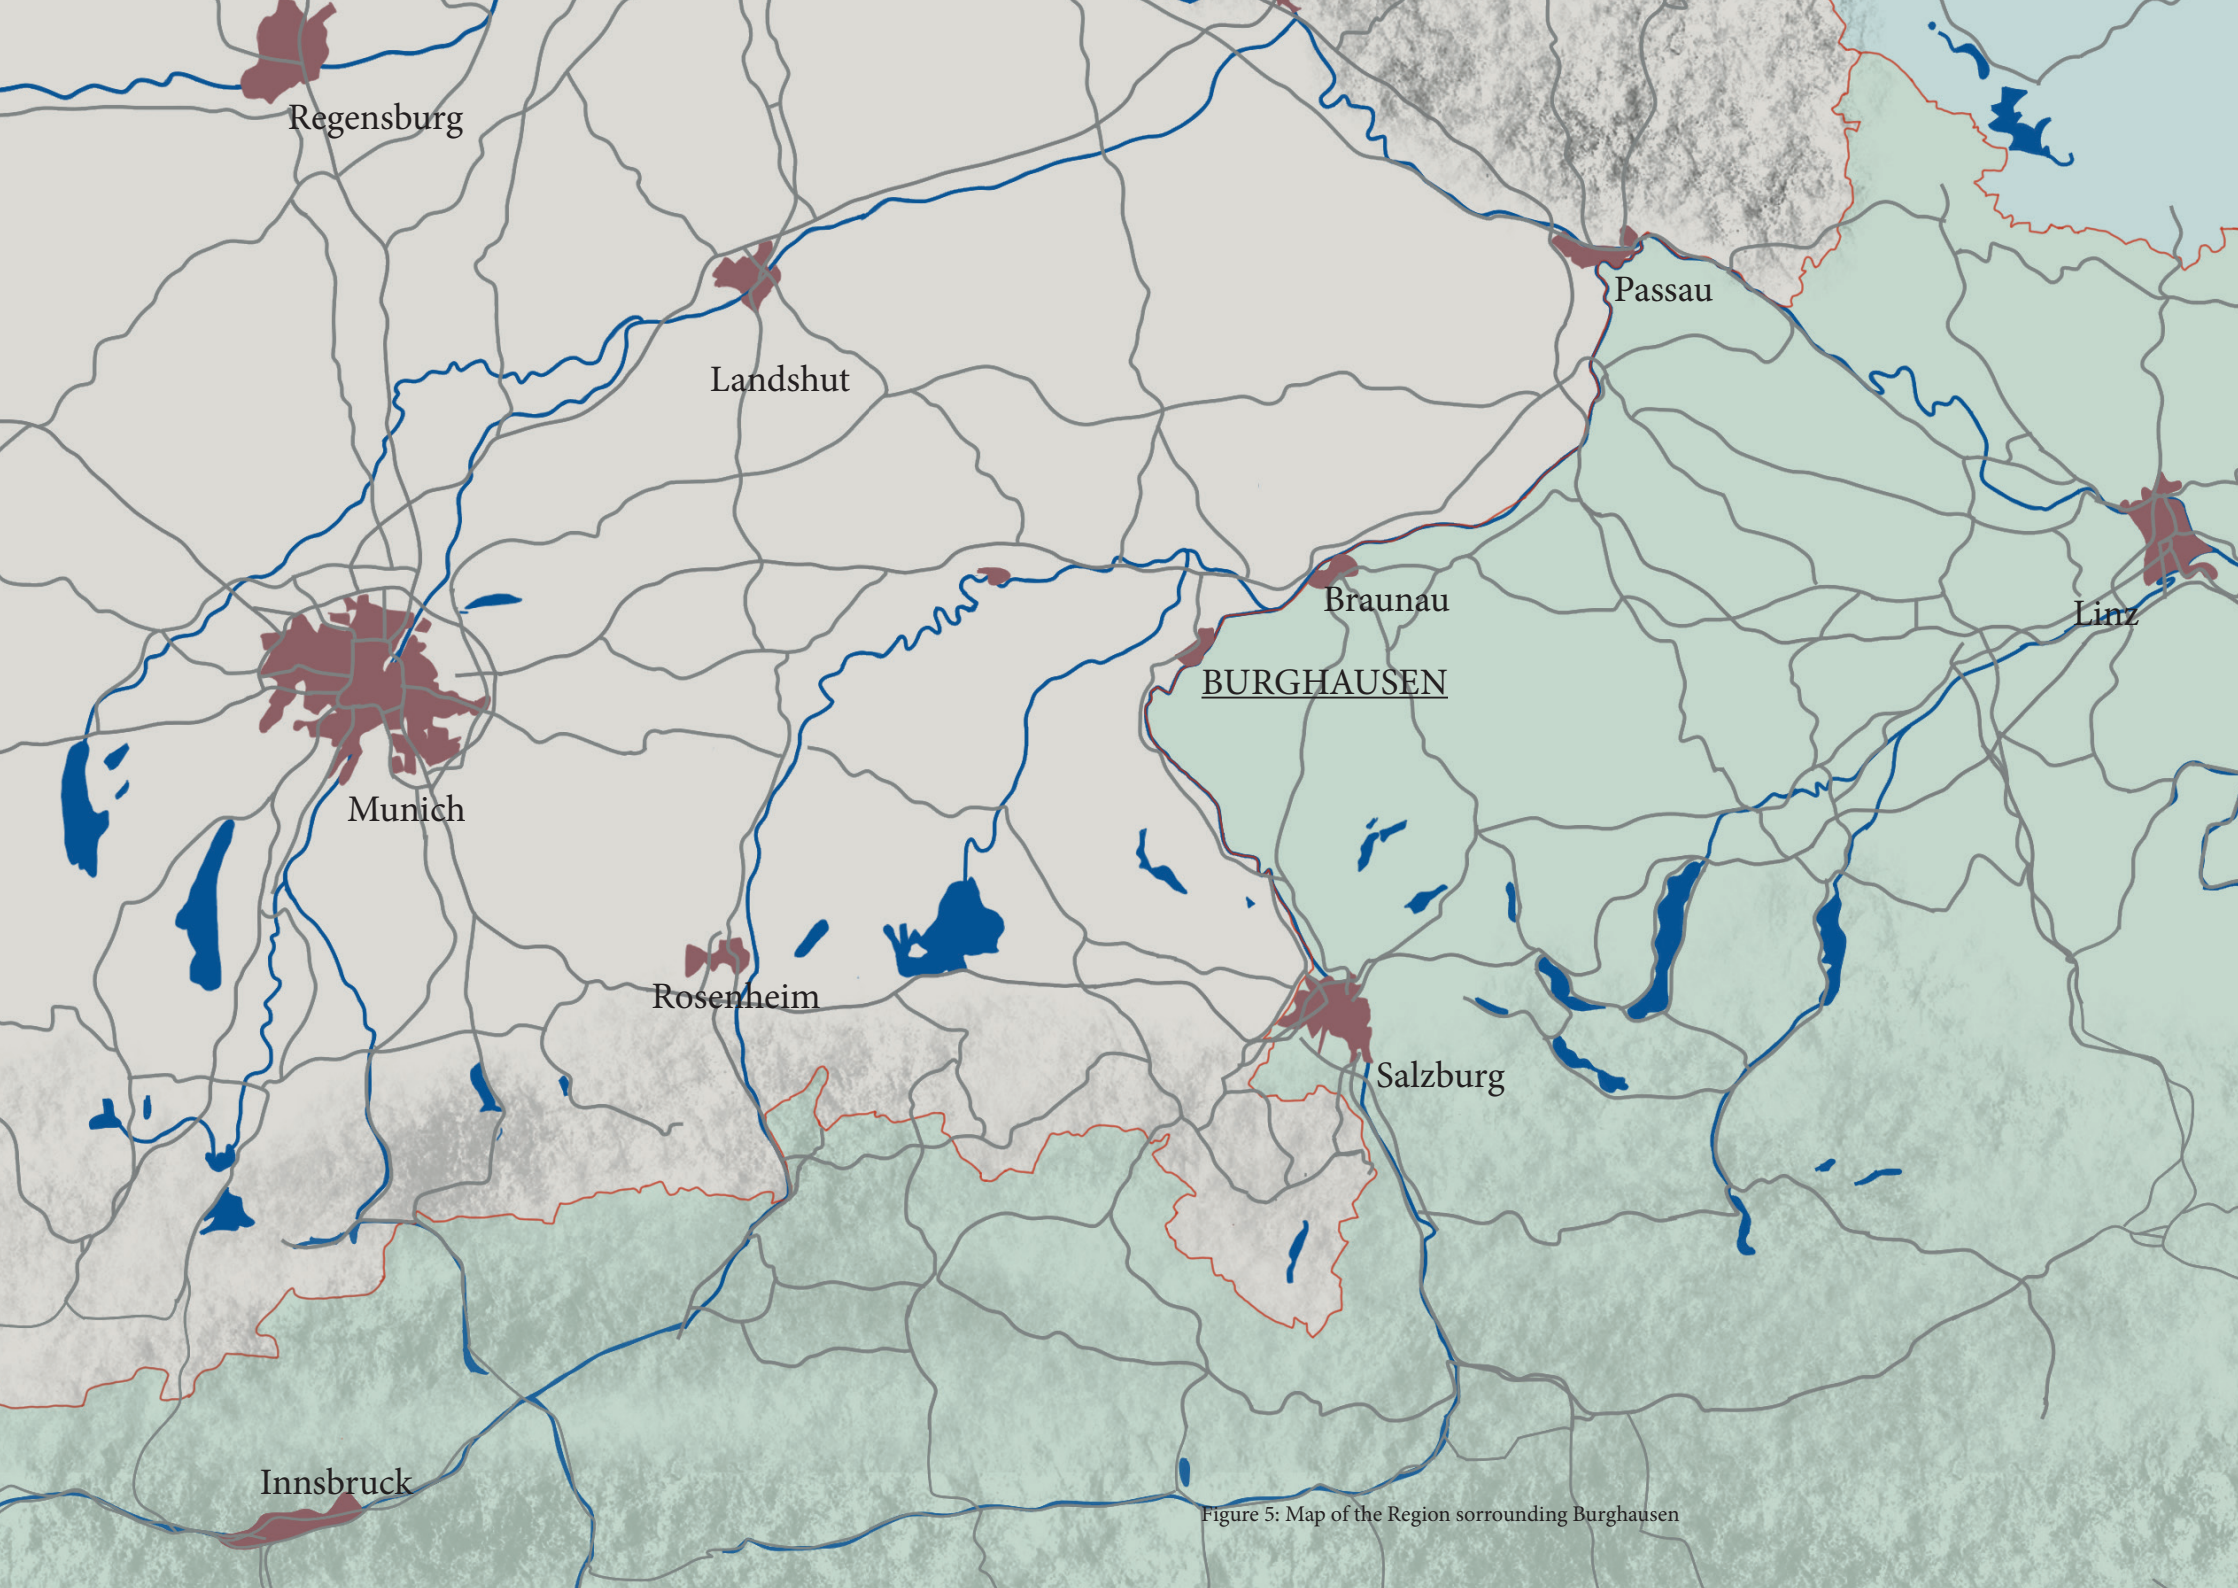 Regensburg
Passau
Landshut
Braunau
Linz
BURGHAUSEN
Munich
Rosenheim
Salzburg
Innsbruck
Figure 5: Map of the Region sorrounding Burghausen